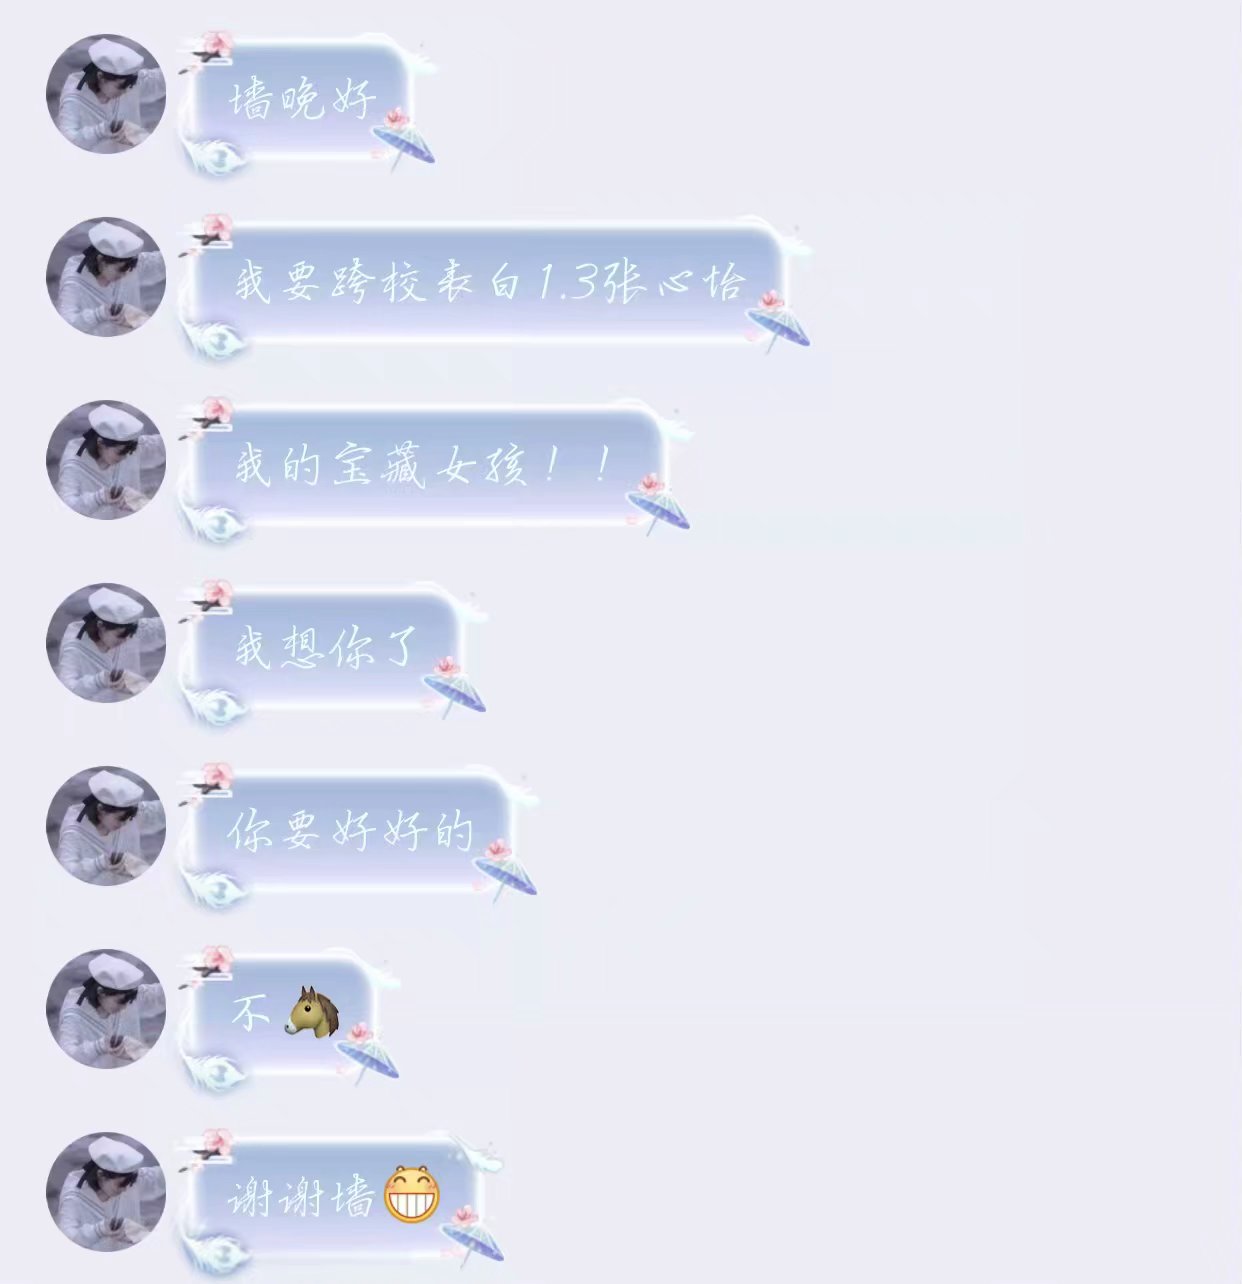 墙晚好
我要跨校表白1.3张心怡
我的宝藏女孩！！
我想你了
你要好好的
不🐴
谢谢墙😁